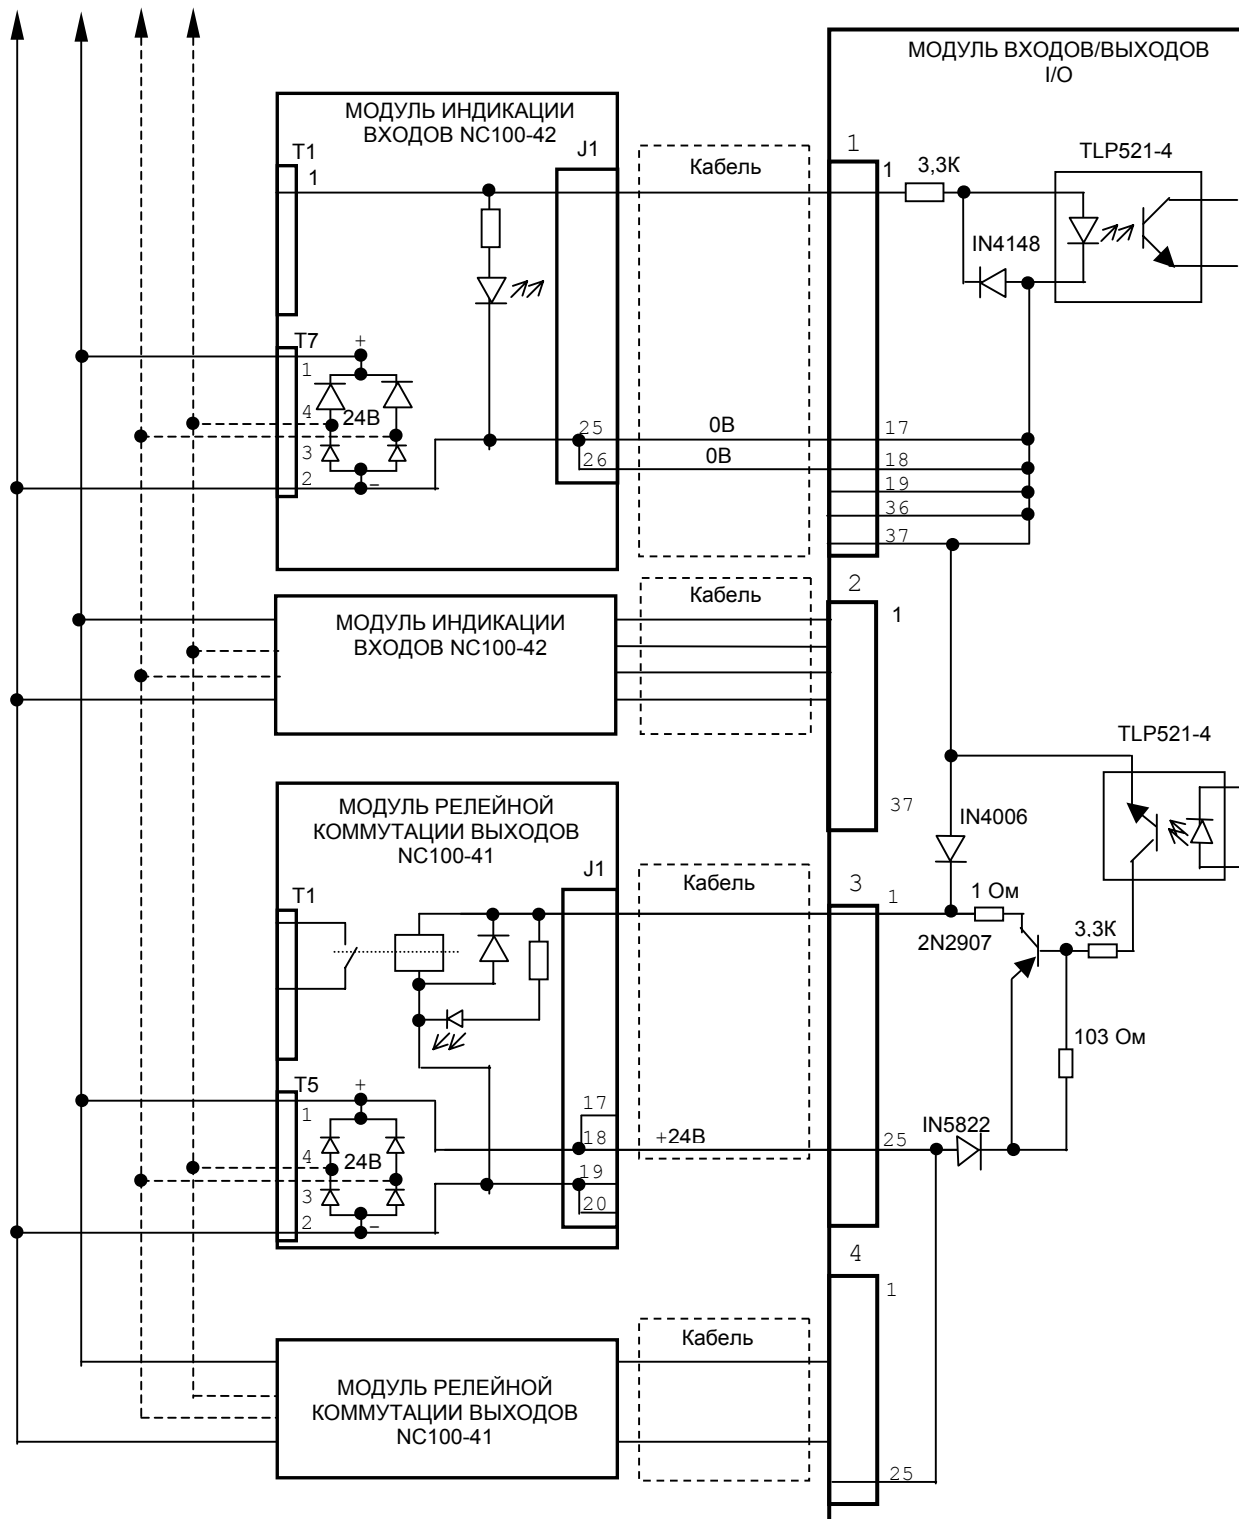 МОДУЛЬ ВХОДОВ/ВЫХОДОВ
I/O
МОДУЛЬ ИНДИКАЦИИ
ВХОДОВ NC100-42
T1
1
J1
Кабель
1
1
3,3К
TLP521-4
IN4148
T7
+
1
4
24В
3
2
-
25
26
0В
0В
17
18
19
36
37
МОДУЛЬ ИНДИКАЦИИ
ВХОДОВ NC100-42
Кабель
2
1
37
TLP521-4
МОДУЛЬ РЕЛЕЙНОЙ
КОММУТАЦИИ ВЫХОДОВ
NC100-41
T1
J1
Кабель
3
1
IN4006
1 Ом
2N2907
3,3К
103 Ом
T5
+
1
4
24В
3
2
-
17
18
19
20
+24В
25
IN5822
4
1
МОДУЛЬ РЕЛЕЙНОЙ
КОММУТАЦИИ ВЫХОДОВ
NC100-41
Кабель
25